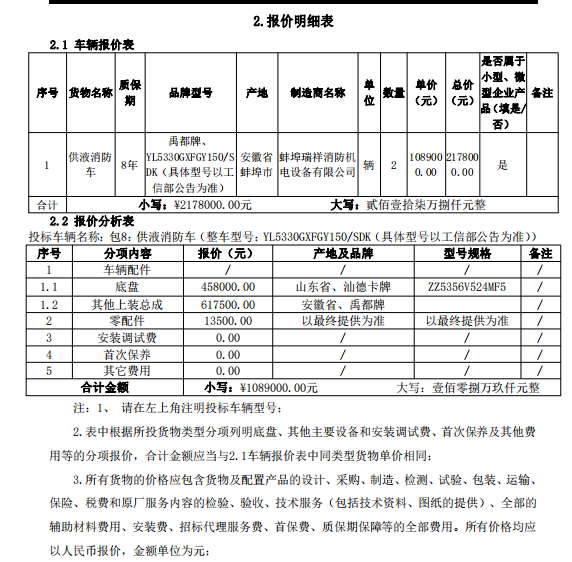 2.报价明细表
2.1 车辆报价表
序号 货物名称 质保期 品牌型号 产地 制造商名称 单位 数量 单价（元） 总价（元） 是否属于小型、微型企业产品（填是/否） 备注
1 供液消防车 8年 禹都牌、YL5330GXFGY150/SDK（具体型号以工信部公告为准） 安徽省蚌埠市 蚌埠瑞祥消防机电设备有限公司 辆 2 1089000.00 2178000.00 是
合计 小写：¥2178000.00 大写：贰佰壹拾柒万捌仟元整
2.2 报价分析表
投标车辆名称：包8：供液消防车（整车型号：YL5330GXFGY150/SDK（具体型号以工信部公告为准））
序号 分项内容 报价（元） 产地及品牌 型号规格 备注
1 车辆配件 / / / /
1.1 底盘 458000.00 山东省、汕德卡牌 ZZ5356V524MF5 /
1.2 其他上装总成 617500.00 安徽省、禹都牌 /
2 零配件 13500.00 以最终提供为准 以最终提供为准 /
3 安装调试费 0.00 / / /
4 首次保养 0.00 / / /
5 其它费用 0.00 / / /
合计金额 小写：¥1089000.00元 大写：壹佰零捌万玖仟元整
注：1、 请在左上角注明投标车辆型号；
2.表中根据所投货物类型分项列明底盘、其他主要设备和安装调试费、首次保养及其他费
用等的分项报价，合计金额应当与2.1车辆报价表中同类型货物单价相同；
3.所有货物的价格应包含货物及配置产品的设计、采购、制造、检测、试验、包装、运输、
保险、税费和原厂服务内容的检验、验收、技术服务（包括技术资料、图纸的提供）、全部的
辅助材料费用、安装费、招标代理服务费、首保费、质保期保障等的全部费用。所有价格均应
以人民币报价，金额单位为元；